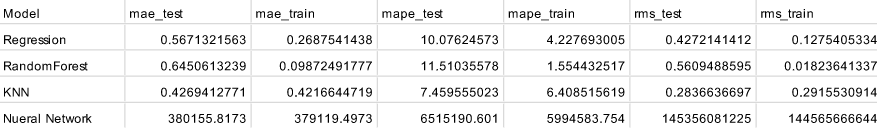 Model mae_test mae_train mape_test mape_train rms_test rms_train
Regression 0.5671321563 0.2687541438 10.07624573 4.227693005 0.4272141412 0.1275405334
RandomForest 0.6450613239 0.09872491777 11.51035578 1.554432517 0.5609488595 0.01823641337
KNN 0.4269412771 0.4216644719 7.459555023 6.408515619 0.2836636697 0.2915530914
Nueral Network 380155.8173 379119.4973 6515190.601 5994583.754 145356081225 144565666644